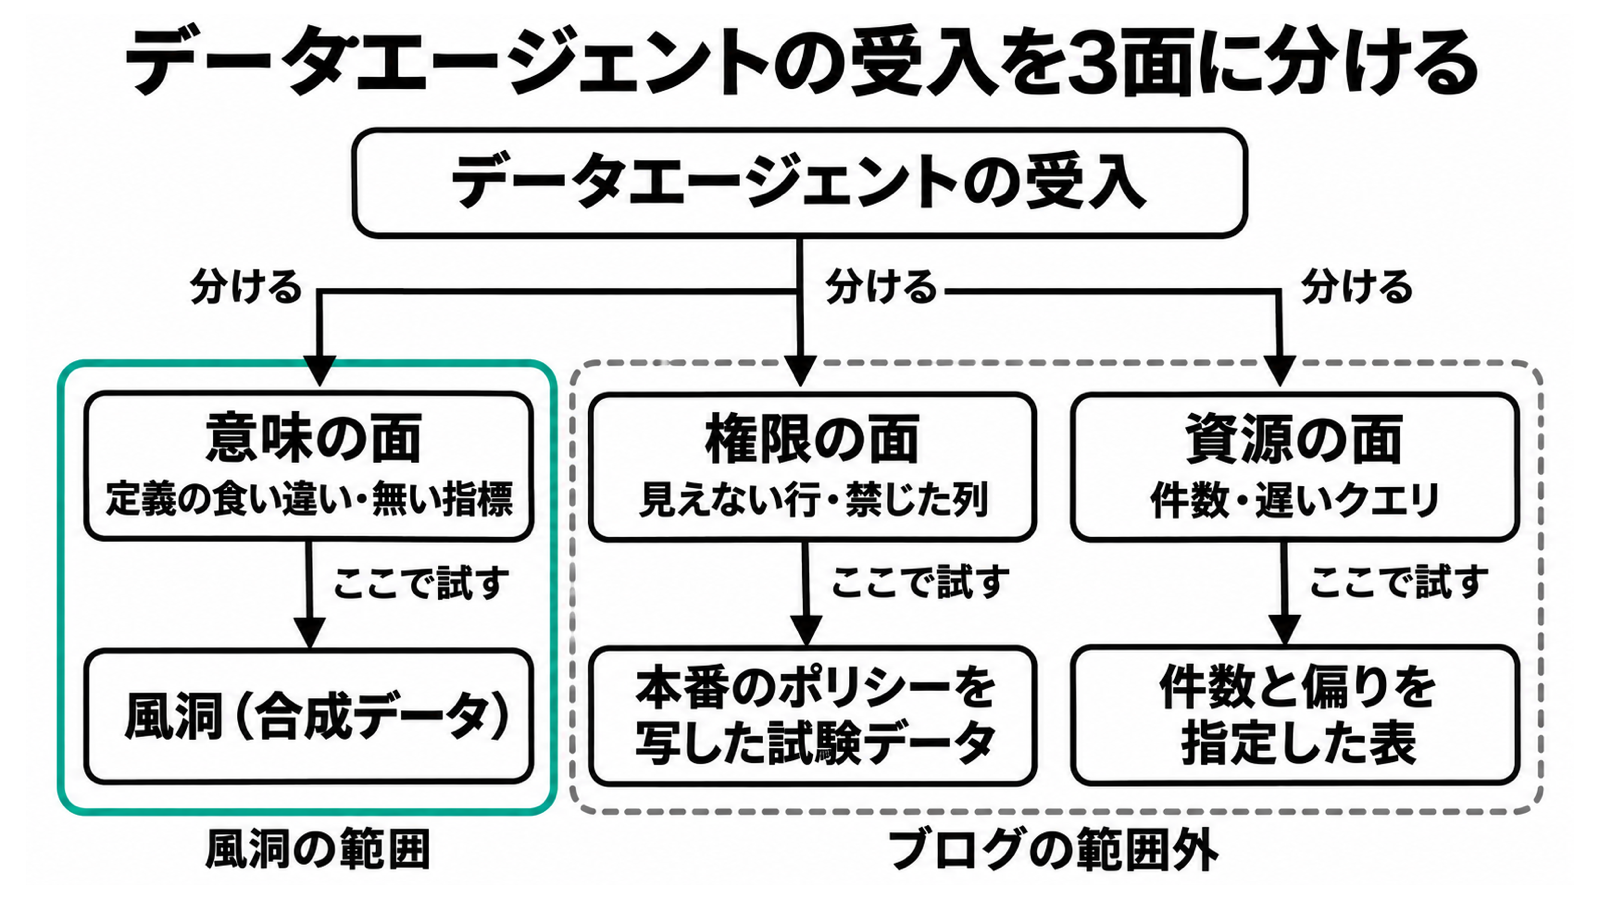 データエージェントの受入を3面に分ける
データエージェントの受入
分ける
分ける
分ける
意味の面
定義の食い違い・無い指標
権限の面
見えない行・禁じた列
資源の面
件数・遅いクエリ
ここで試す
ここで試す
ここで試す
風洞（合成データ）
本番のポリシーを
写した試験データ
件数と偏りを
指定した表
風洞の範囲
ブログの範囲外